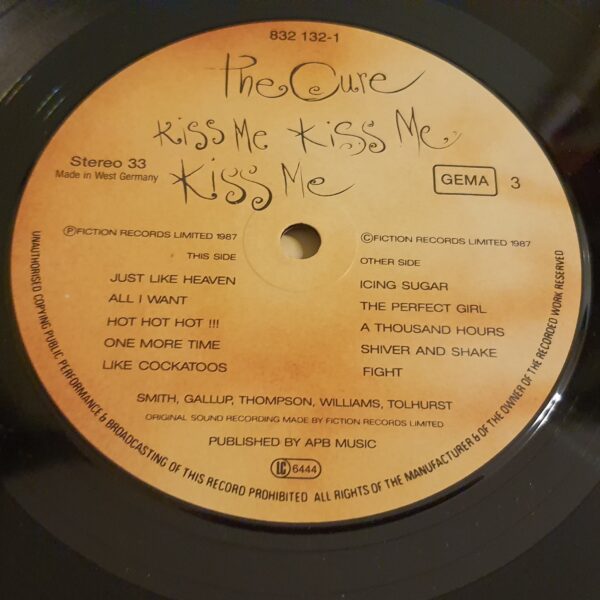 832 132-1
The Cure
Kiss Me Kiss Me
Kiss Me
Stereo 33
Made in West Germany
GEMA 3
Ⓟ FICTION RECORDS LIMITED 1987
THIS SIDE
JUST LIKE HEAVEN
ALL I WANT
HOT HOT HOT !!!
ONE MORE TIME
LIKE COCKATOOS
© FICTION RECORDS LIMITED 1987
OTHER SIDE
ICING SUGAR
THE PERFECT GIRL
A THOUSAND HOURS
SHIVER AND SHAKE
FIGHT
SMITH, GALLUP, THOMPSON, WILLIAMS, TOLHURST
ORIGINAL SOUND RECORDING MADE BY FICTION RECORDS LIMITED
PUBLISHED BY APB MUSIC
LC 6444
UNAUTHORISED COPYING PUBLIC PERFORMANCE & BROADCASTING OF THIS RECORD PROHIBITED ALL RIGHTS OF THE MANUFACTURER & OF THE OWNER OF THE RECORDED WORK RESERVED